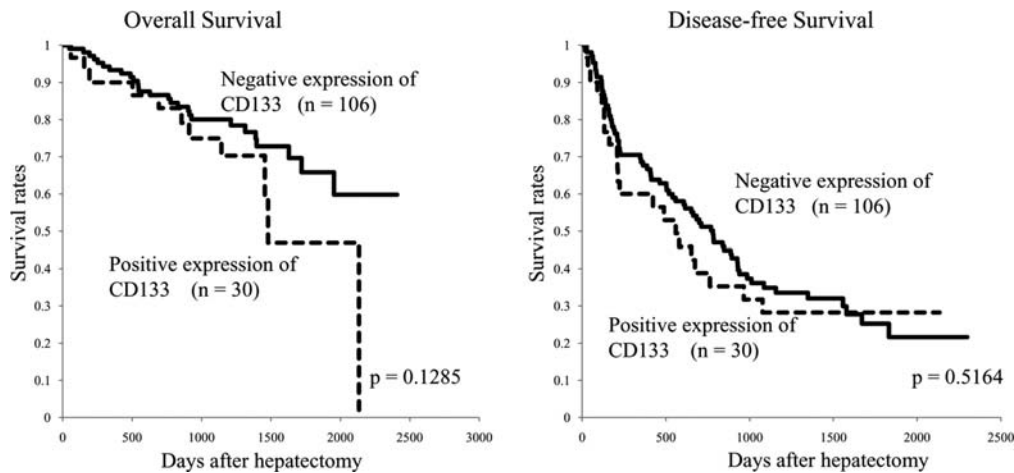 Overall Survival
Survival rates
1
0.9
0.8
0.7
0.6
0.5
0.4
0.3
0.2
0.1
0
Negative expression of
CD133 (n = 106)
Positive expression of
CD133 (n = 30)
p = 0.1285
0 500 1000 1500 2000 2500 3000
Days after hepatectomy
Disease-free Survival
Survival rates
1
0.9
0.8
0.7
0.6
0.5
0.4
0.3
0.2
0.1
0
Negative expression of
CD133 (n = 106)
Positive expression of
CD133 (n = 30)
p = 0.5164
0 500 1000 1500 2000 2500
Days after hepatectomy